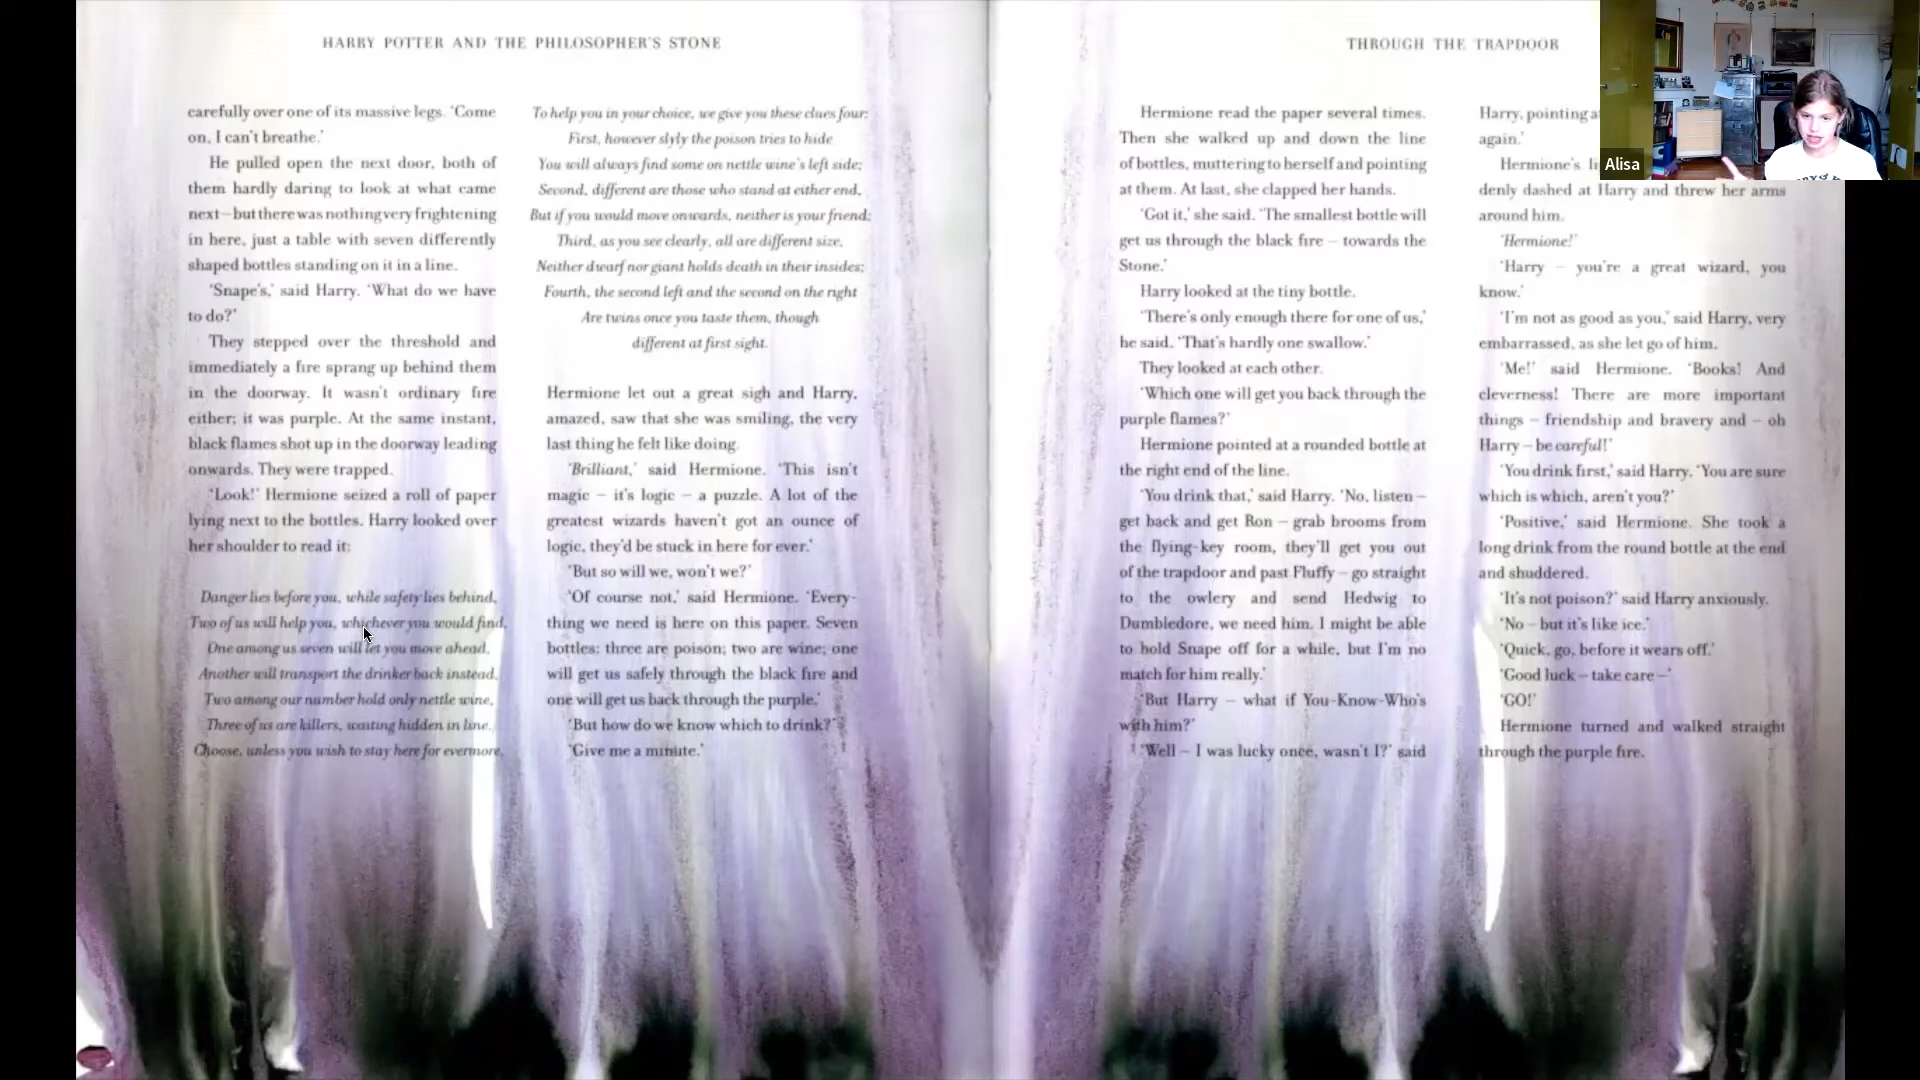 HARRY POTTER AND THE PHILOSOPHER'S STONE
carefully over one of its massive legs. 'Come
on, I can't breathe.'
He pulled open the next door, both of
them hardly daring to look at what came
next – but there was nothing very frightening
in here, just a table with seven differently
shaped bottles standing on it in a line.
'Snape's,' said Harry. 'What do we have
to do?'
They stepped over the threshold and
immediately a fire sprang up behind them
in the doorway. It wasn't ordinary fire
either; it was purple. At the same instant,
black flames shot up in the doorway leading
onwards. They were trapped.
'Look!' Hermione seized a roll of paper
lying next to the bottles. Harry looked over
her shoulder to read it:
Danger lies before you, while safety lies behind,
Two of us will help you, whichever you would find,
One among us seven will let you move ahead,
Another will transport the drinker back instead,
Two among our number hold only nettle wine,
Three of us are killers, waiting hidden in line.
Choose, unless you wish to stay here for evermore,
To help you in your choice, we give you these clues four:
First, however slyly the poison tries to hide
You will always find some on nettle wine's left side;
Second, different are those who stand at either end,
But if you would move onwards, neither is your friend;
Third, as you see clearly, all are different size,
Neither dwarf nor giant holds death in their insides;
Fourth, the second left and the second on the right
Are twins once you taste them, though
different at first sight.
Hermione let out a great sigh and Harry,
amazed, saw that she was smiling, the very
last thing he felt like doing.
'Brilliant,' said Hermione. 'This isn't
magic – it's logic – a puzzle. A lot of the
greatest wizards haven't got an ounce of
logic, they'd be stuck in here for ever.'
'But so will we, won't we?'
'Of course not,' said Hermione. 'Every-
thing we need is here on this paper. Seven
bottles: three are poison; two are wine; one
will get us safely through the black fire and
one will get us back through the purple.'
'But how do we know which to drink?'
'Give me a minute.'
THROUGH THE TRAPDOOR
Hermione read the paper several times.
Then she walked up and down the line
of bottles, muttering to herself and pointing
at them. At last, she clapped her hands.
'Got it,' she said. 'The smallest bottle will
get us through the black fire – towards the
Stone.'
Harry looked at the tiny bottle.
'There's only enough there for one of us,'
he said. 'That's hardly one swallow.'
They looked at each other.
'Which one will get you back through the
purple flames?'
Hermione pointed at a rounded bottle at
the right end of the line.
'You drink that,' said Harry. 'No, listen –
get back and get Ron – grab brooms from
the flying-key room, they'll get you out
of the trapdoor and past Fluffy – go straight
to the owlery and send Hedwig to
Dumbledore, we need him. I might be able
to hold Snape off for a while, but I'm no
match for him really.'
'But Harry – what if You-Know-Who's
with him?'
'Well – I was lucky once, wasn't I?' said
Harry, pointing
again.'
Hermione's
denly dashed at Harry and threw her arms
around him.
'Hermione!'
'Harry – you're a great wizard, you
know.'
'I'm not as good as you,' said Harry, very
embarrassed, as she let go of him.
'Me!' said Hermione. 'Books! And
cleverness! There are more important
things – friendship and bravery and – oh
Harry – be careful!'
'You drink first,' said Harry. 'You are sure
which is which, aren't you?'
'Positive,' said Hermione. She took a
long drink from the round bottle at the end
and shuddered.
'It's not poison?' said Harry anxiously.
'No – but it's like ice.'
'Quick, go, before it wears off.'
'Good luck – take care –'
'GO!'
Hermione turned and walked straight
through the purple fire.
Alisa